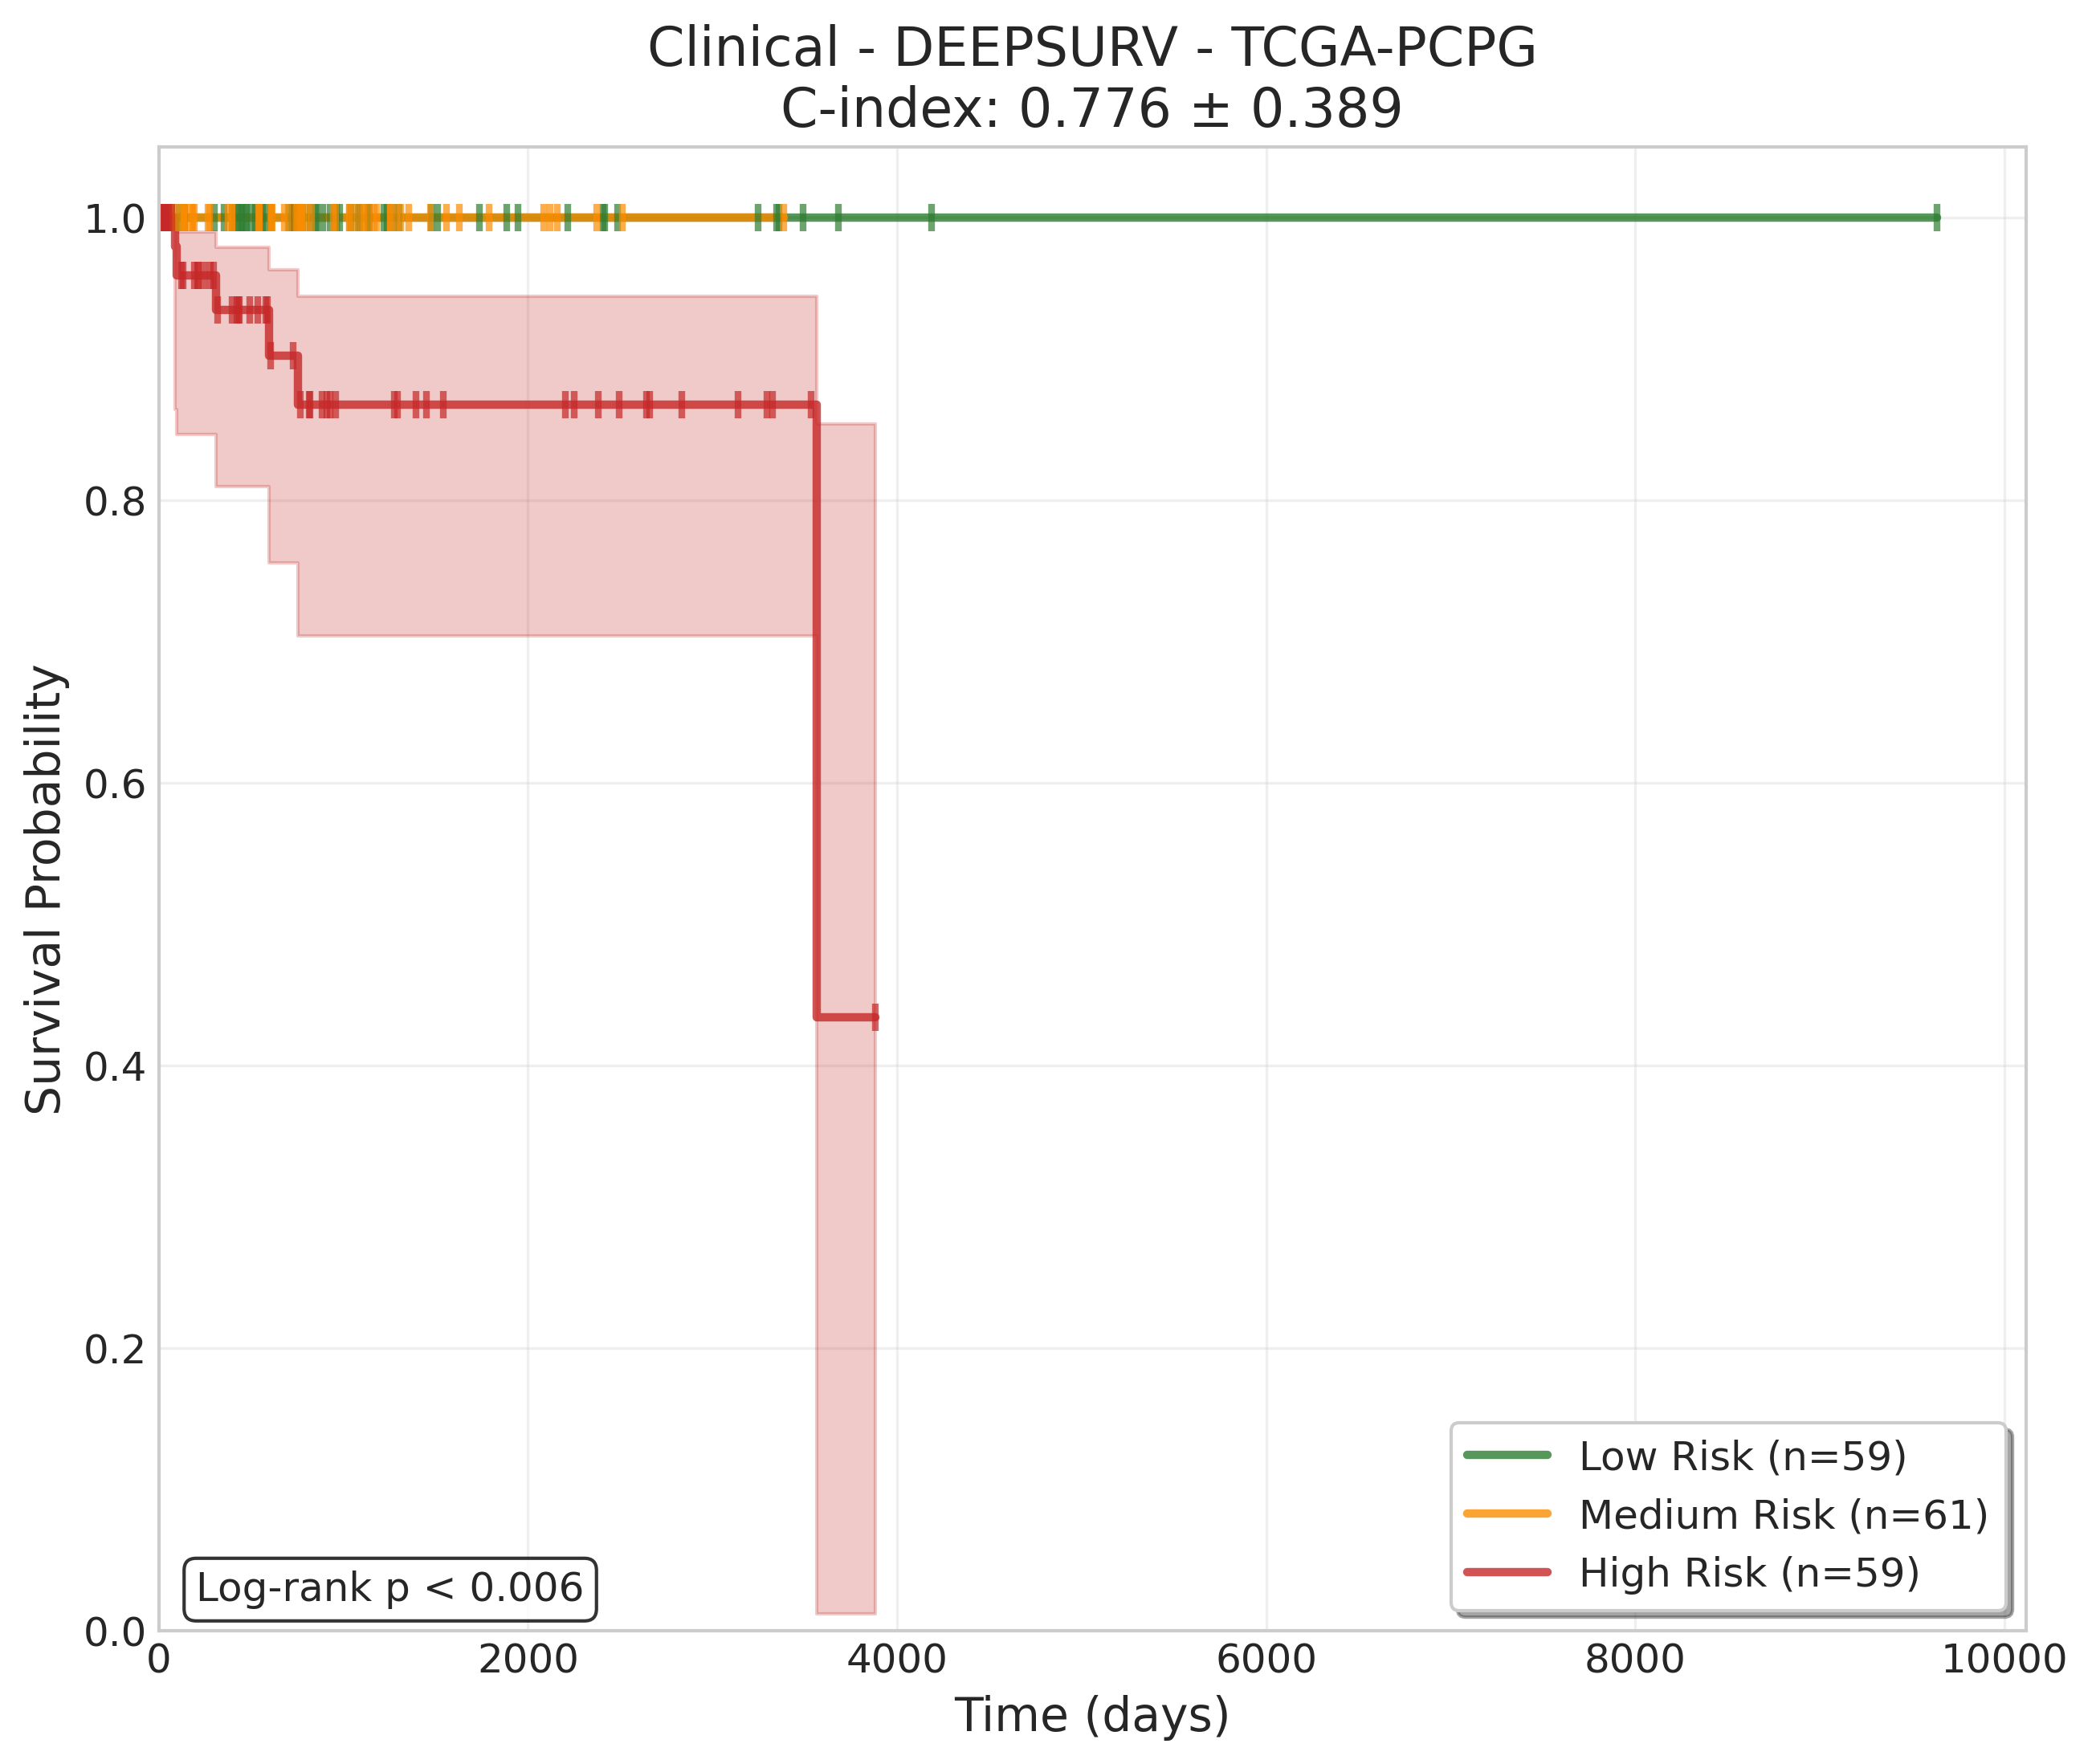 Clinical - DEEPSURV - TCGA-PCPG
C-index: 0.776 ± 0.389
Survival Probability
1.0
0.8
0.6
0.4
0.2
0.0
0
2000
4000
6000
8000
10000
Time (days)
Log-rank p < 0.006
Low Risk (n=59)
Medium Risk (n=61)
High Risk (n=59)